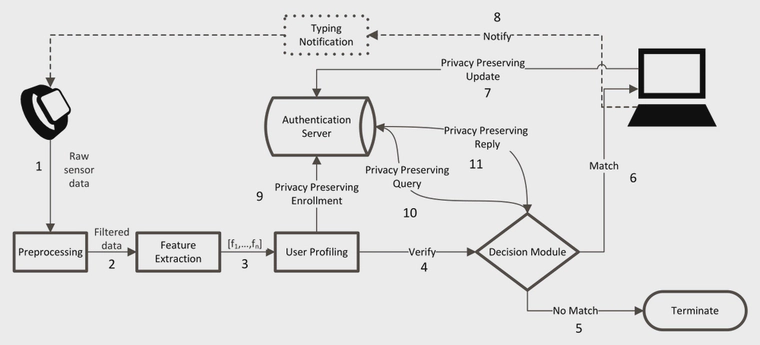 8
Typing
Notification
Notify
Privacy Preserving
Update
7
Authentication
Server
Privacy Preserving
Reply
11
1
Raw
sensor
data
Privacy Preserving
Query
10
Match
6
9
Privacy Preserving
Enrollment
Preprocessing
Filtered
data
2
Feature
Extraction
[f1,...,fn]
3
User Profiling
Verify
4
Decision Module
No Match
5
Terminate